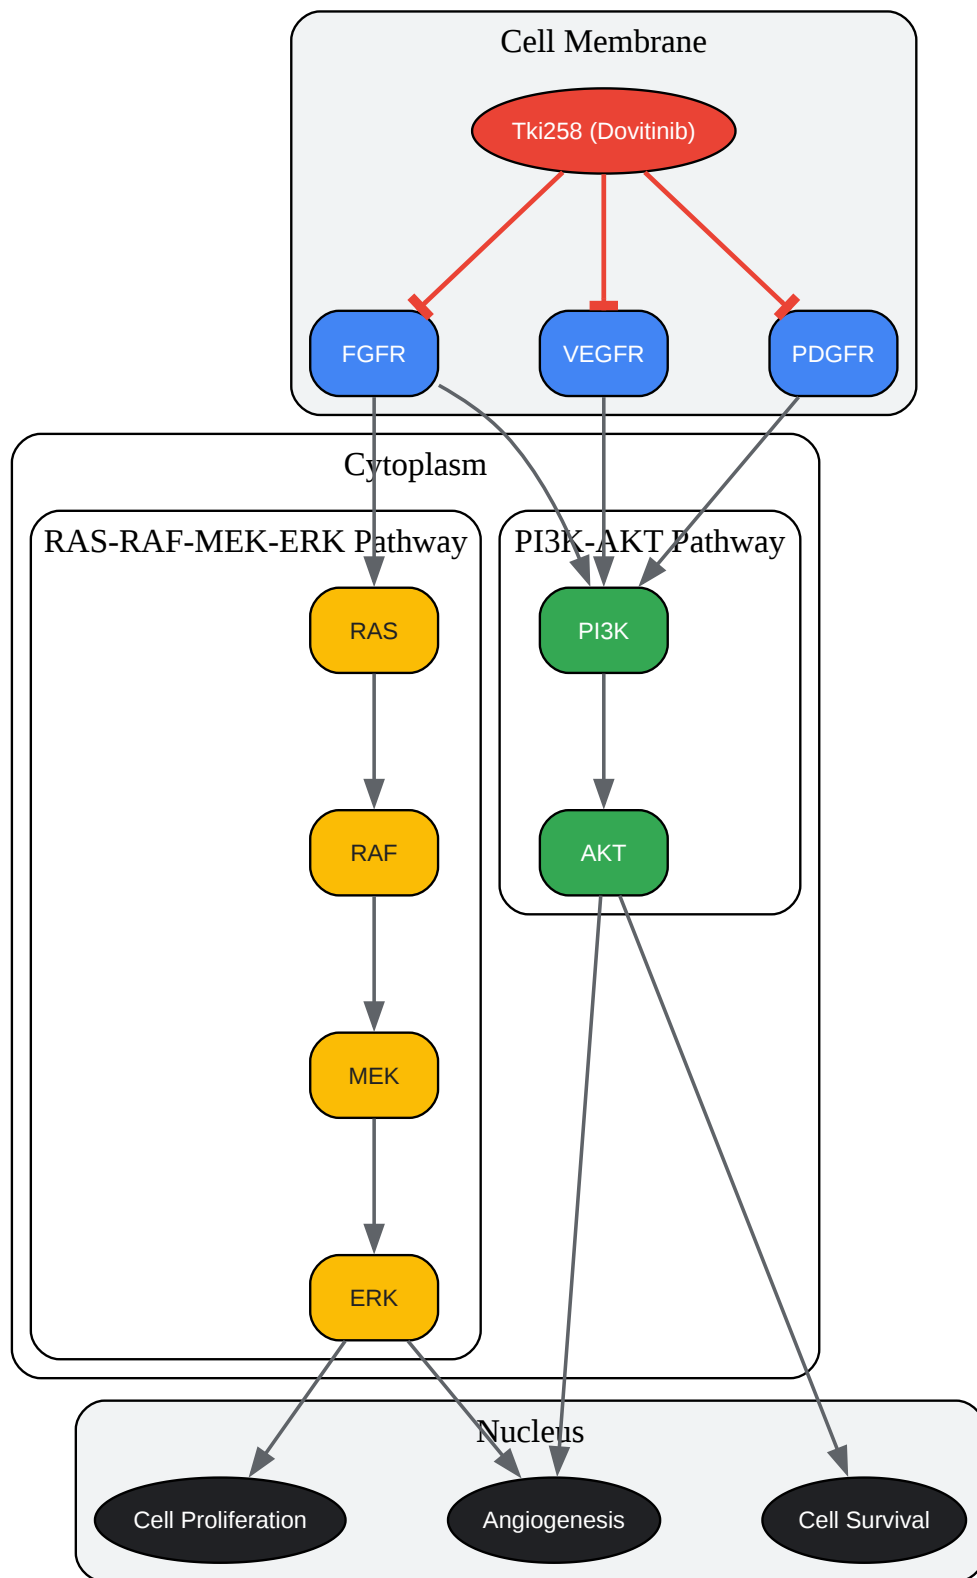 Cell Membrane
Tki258 (Dovitinib)
FGFR
VEGFR
PDGFR
Cytoplasm
RAS-RAF-MEK-ERK Pathway
PI3K-AKT Pathway
RAS
PI3K
RAF
AKT
MEK
ERK
Nucleus
Cell Proliferation
Angiogenesis
Cell Survival